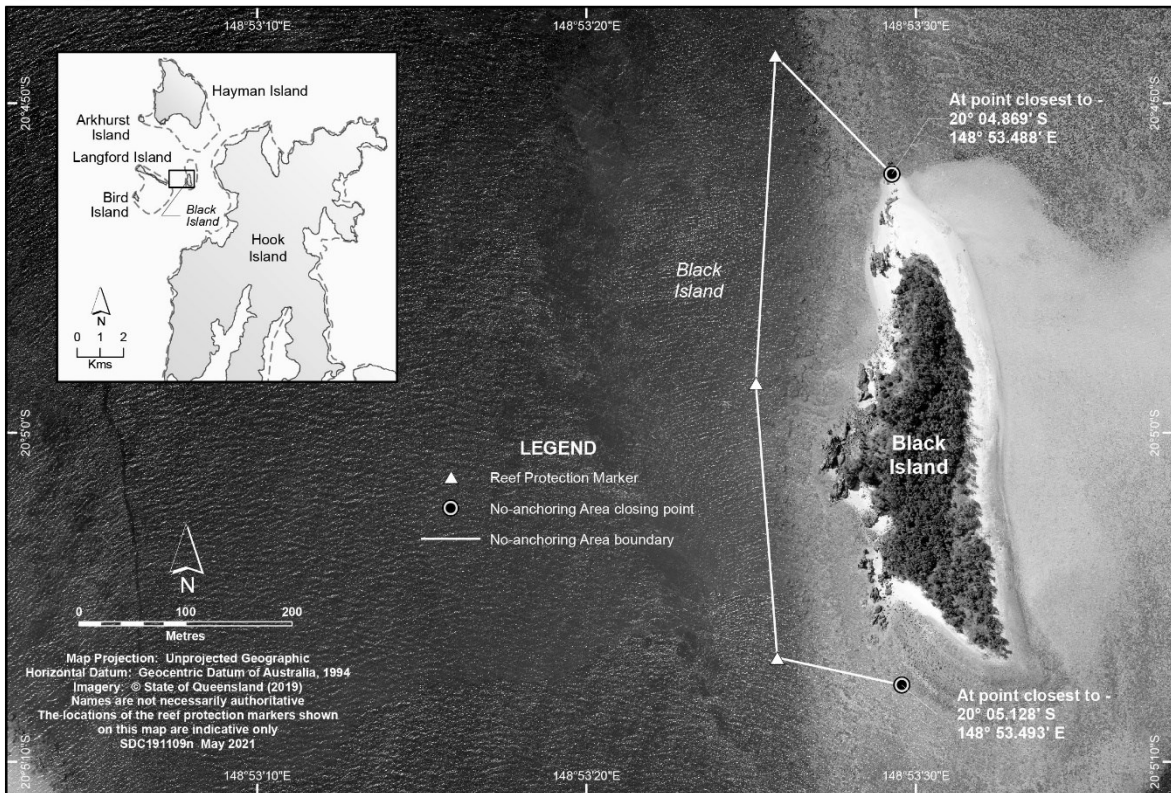 148°53'10"E
148°53'20"E
148°53'30"E
20°4'50"S
20°4'50"S
Hayman Island
Arkhurst
Island
Langford Island
Bird
Island
Black
Island
Hook
Island
N
0 1 2
Kms
At point closest to -
20° 04.869' S
148° 53.488' E
Black
Island
Black
Island
20°5'0"S
20°5'0"S
LEGEND
Reef Protection Marker
No-anchoring Area closing point
No-anchoring Area boundary
N
0 100 200
Metres
Map Projection: Unprojected Geographic
Horizontal Datum: Geocentric Datum of Australia, 1994
Imagery: © State of Queensland (2019)
Names are not necessarily authoritative
The locations of the reef protection markers shown
on this map are indicative only
SDC191109n May 2021
At point closest to -
20° 05.128' S
148° 53.493' E
20°5'10"S
20°5'10"S
148°53'10"E
148°53'20"E
148°53'30"E